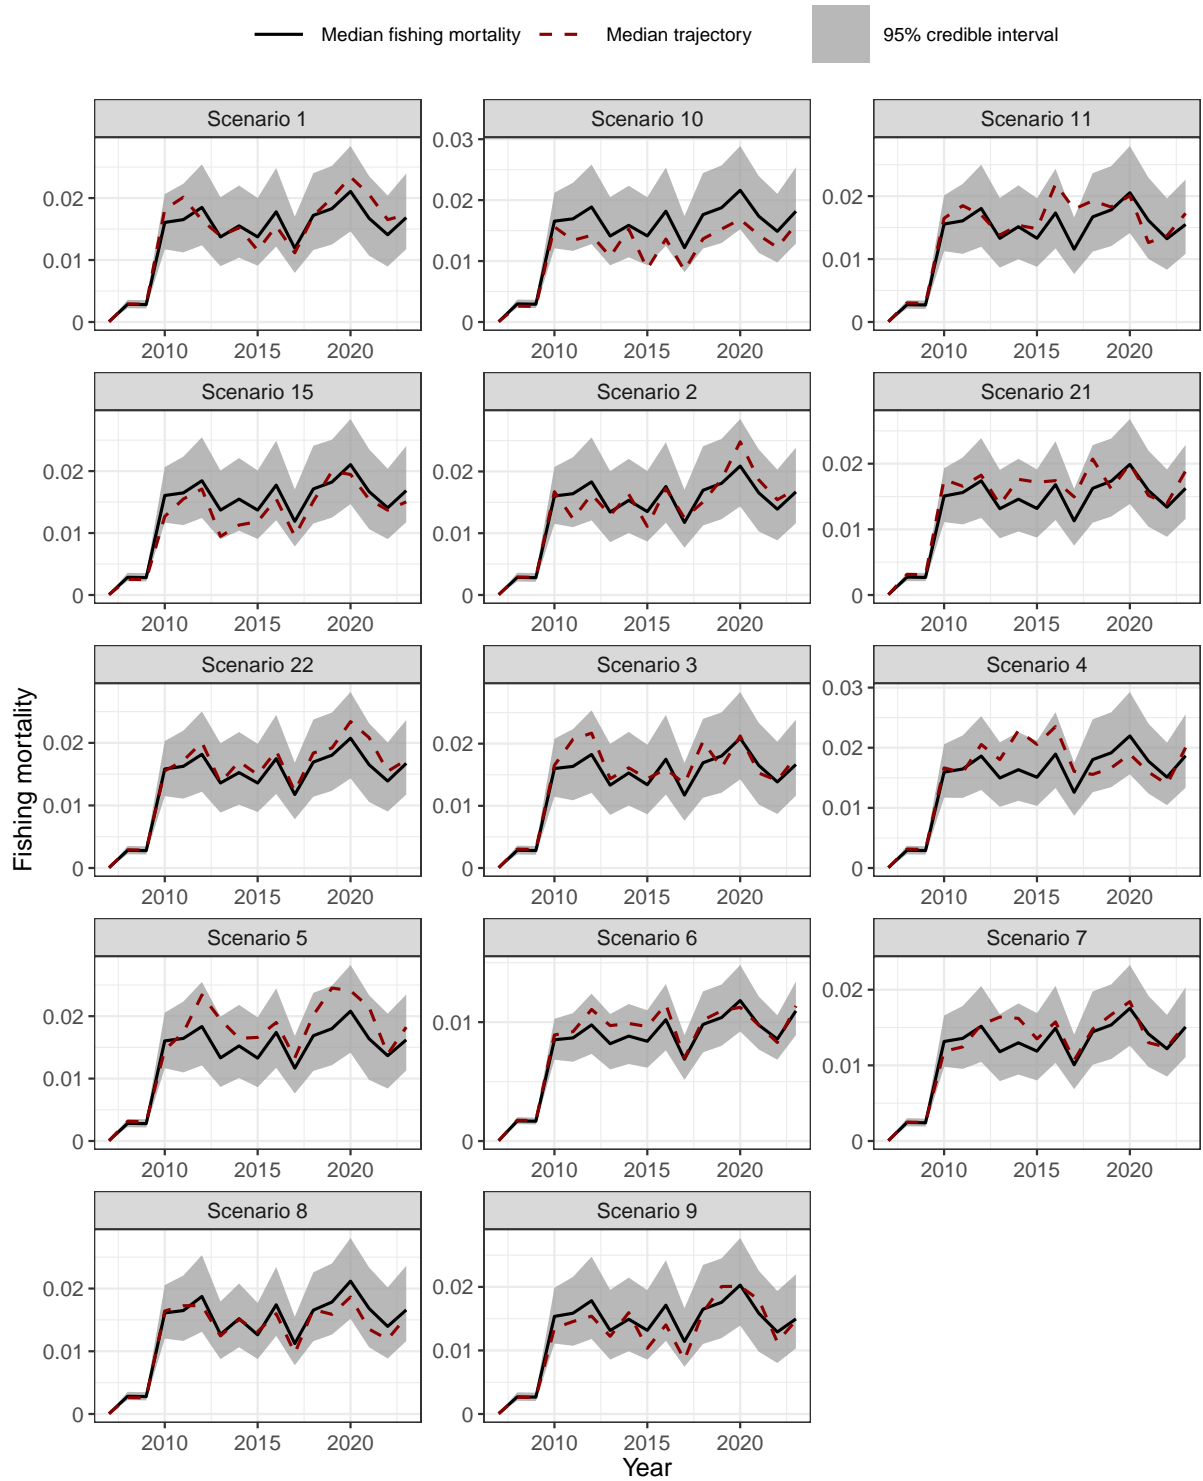 Median fishing mortality Median trajectory 95% credible interval
Scenario 1 Scenario 10 Scenario 11
0.03
0.02 0.02 0.02
0.01 0.01 0.01
0 0 0
2010 2015 2020 2010 2015 2020 2010 2015 2020
Scenario 15 Scenario 2 Scenario 21
0.02 0.02 0.02
0.01 0.01 0.01
0 0 0
2010 2015 2020 2010 2015 2020 2010 2015 2020
Scenario 22 Scenario 3 Scenario 4
0.03
0.02 0.02 0.02
0.01 0.01 0.01
0 0 0
2010 2015 2020 2010 2015 2020 2010 2015 2020
Fishing mortality
Scenario 5 Scenario 6 Scenario 7
0.02 0.01 0.02
0.01 0.01
0 0 0
2010 2015 2020 2010 2015 2020 2010 2015 2020
Scenario 8 Scenario 9
0.02 0.02
0.01 0.01
0 0
2010 2015 2020 2010 2015 2020
Year